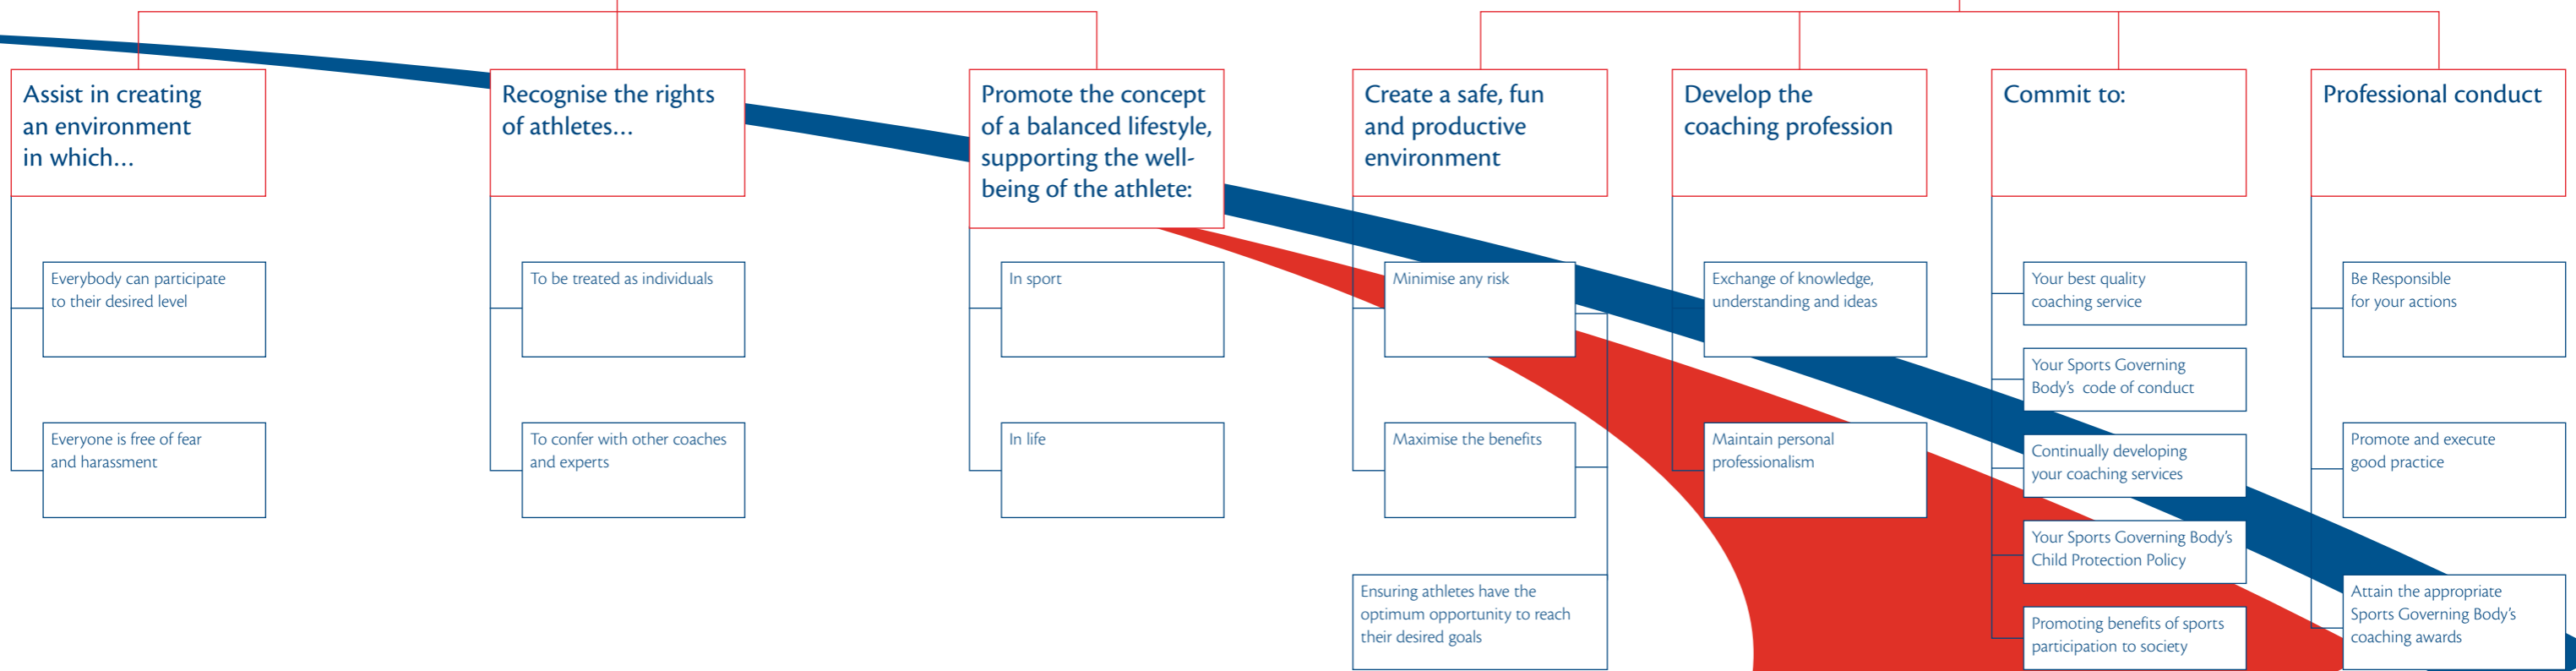 Assist in creating
an environment
in which...
Everybody can participate
to their desired level
Everyone is free of fear
and harassment
Recognise the rights
of athletes...
To be treated as individuals
To confer with other coaches
and experts
Promote the concept
of a balanced lifestyle,
supporting the well-
being of the athlete:
In sport
In life
Create a safe, fun
and productive
environment
Minimise any risk
Maximise the benefits
Ensuring athletes have the
optimum opportunity to reach
their desired goals
Develop the
coaching profession
Exchange of knowledge,
understanding and ideas
Maintain personal
professionalism
Commit to:
Your best quality
coaching service
Your Sports Governing
Body's code of conduct
Continually developing
your coaching services
Your Sports Governing Body's
Child Protection Policy
Promoting benefits of sports
participation to society
Professional conduct
Be Responsible
for your actions
Promote and execute
good practice
Attain the appropriate
Sports Governing Body's
coaching awards